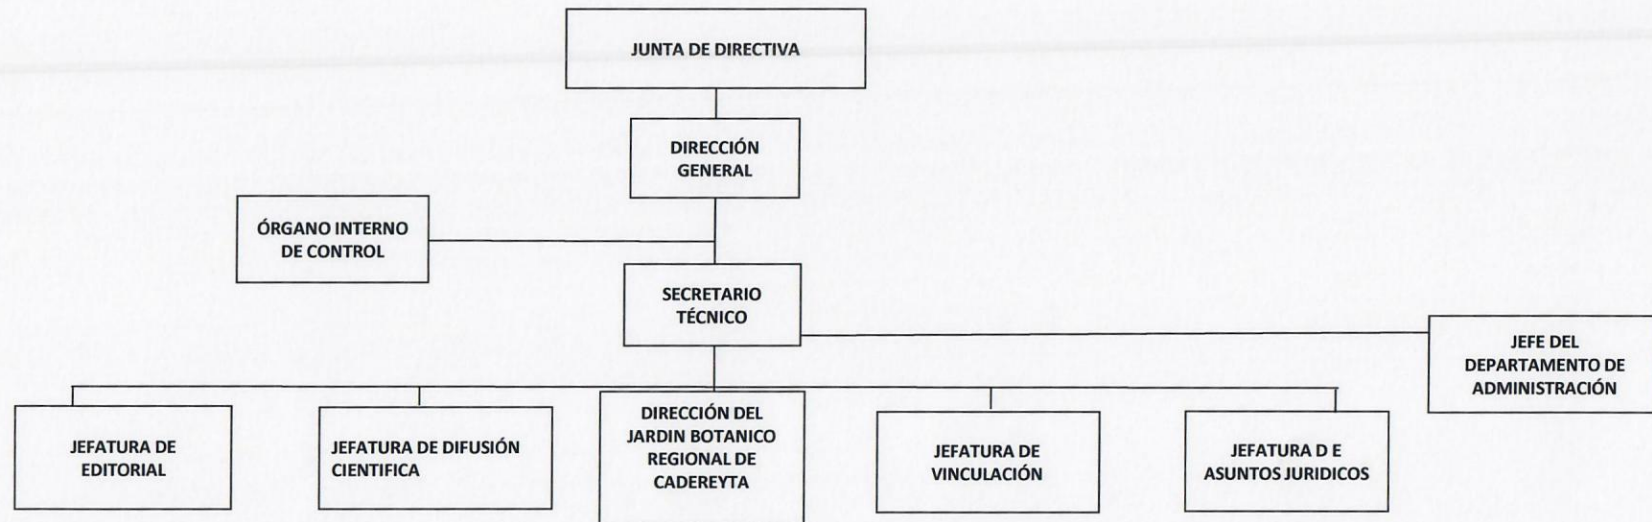 JUNTA DE DIRECTIVA
DIRECCIÓN
GENERAL
ÓRGANO INTERNO
DE CONTROL
SECRETARIO
TÉCNICO
JEFE DEL
DEPARTAMENTO DE
ADMINISTRACIÓN
JEFATURA DE
EDITORIAL
JEFATURA DE DIFUSIÓN
CIENTIFICA
DIRECCIÓN DEL
JARDIN BOTANICO
REGIONAL DE
CADEREYTA
JEFATURA DE
VINCULACIÓN
JEFATURA D E
ASUNTOS JURIDICOS